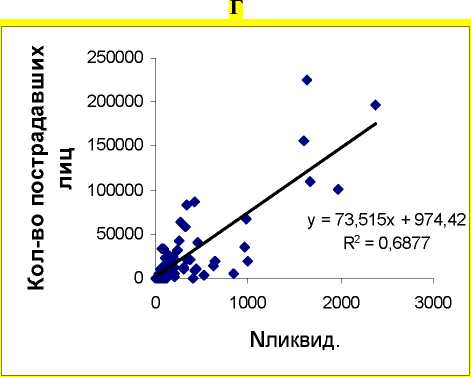 Г
250000
200000
150000
100000
50000
0
Кол-во пострадавших
лиц
y = 73,515x + 974,42
R² = 0,6877
0 1000 2000 3000
Nликвид.